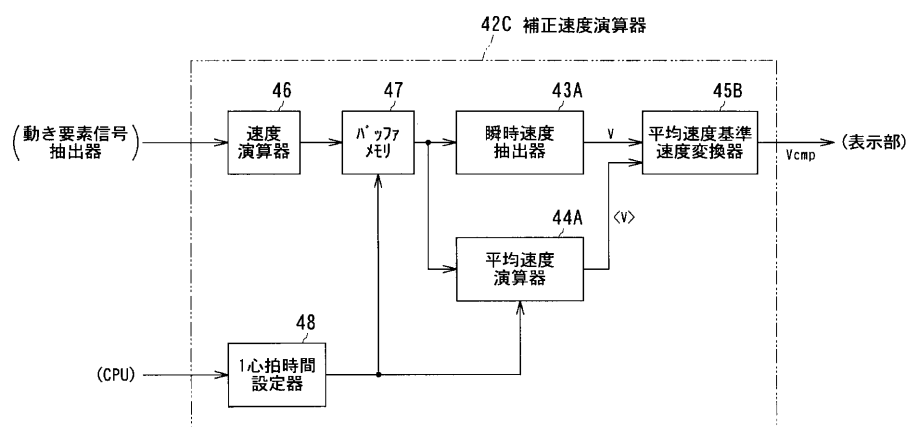 42C 補正速度演算器
46
47
43A
45B
(動き要素信号
抽出器)
速度
演算器
バッファ
メモリ
瞬時速度
抽出器
V
平均速度基準
速度変換器
Vcmp
(表示部)
44A
<V>
平均速度
演算器
48
(CPU)
1心拍時間
設定器